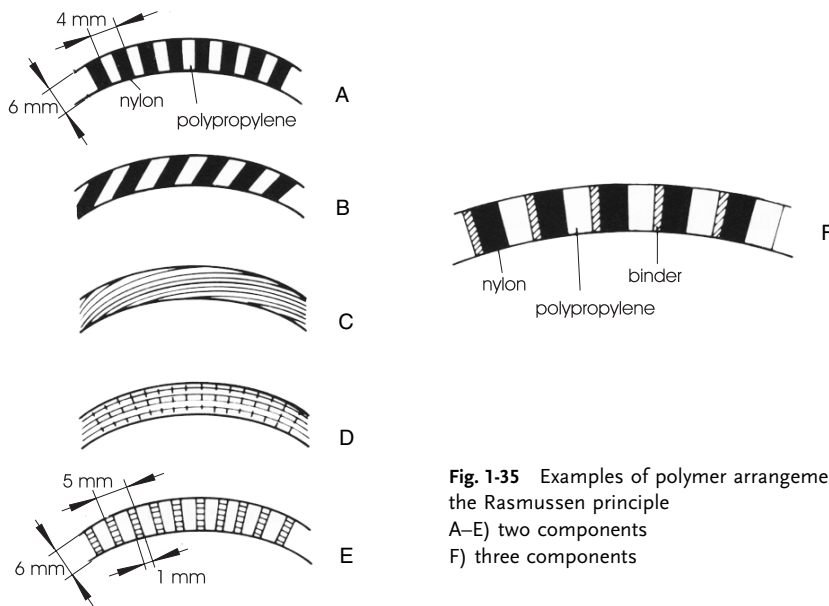 4 mm
6 mm
nylon
polypropylene
A
B
C
D
5 mm
6 mm
1 mm
E
nylon
polypropylene
binder
F
Fig. 1-35 Examples of polymer arrangeme
the Rasmussen principle
A–E) two components
F) three components